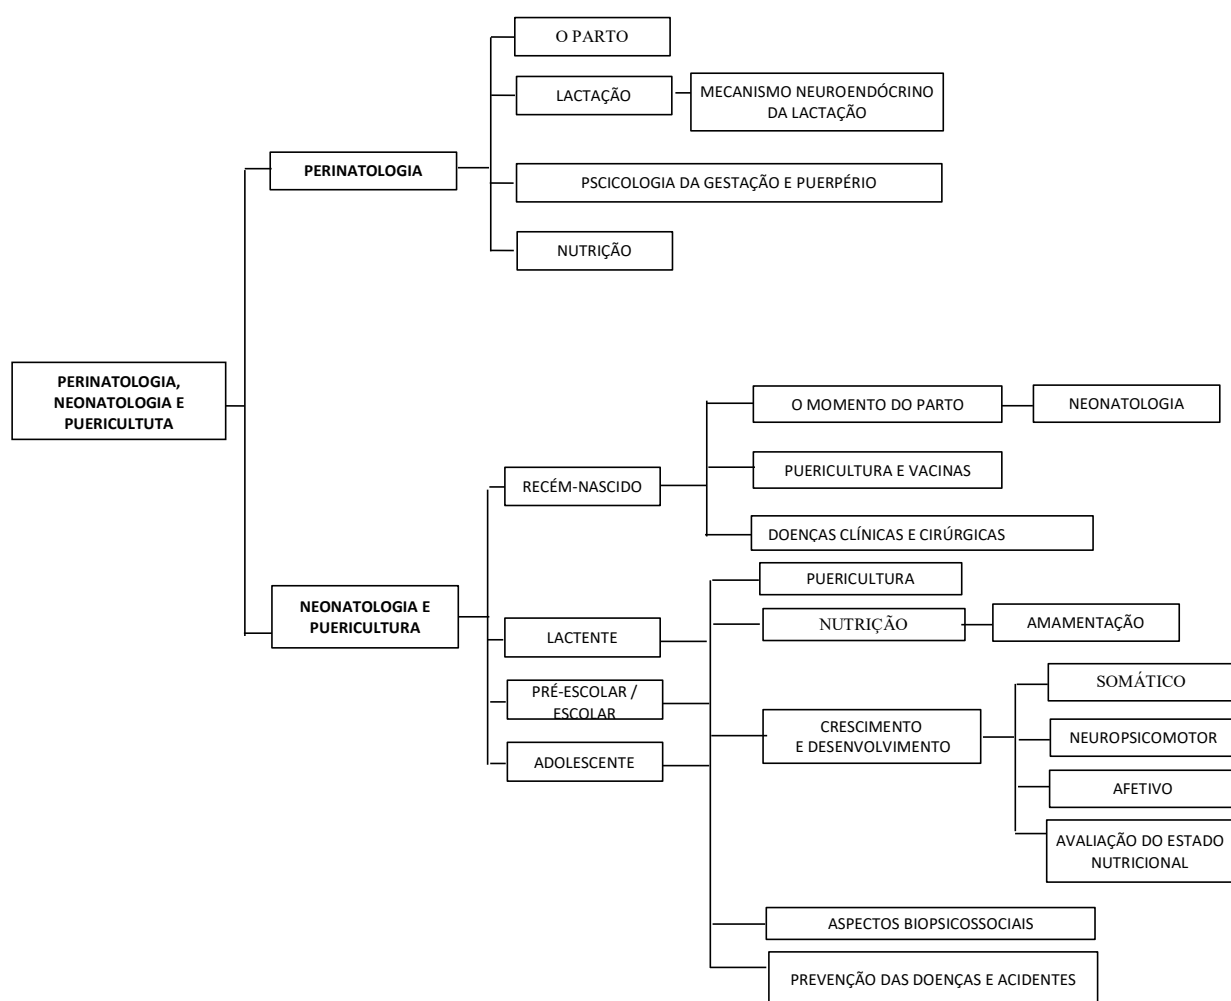 O PARTO
LACTAÇÃO
MECANISMO NEUROENDÓCRINO
DA LACTAÇÃO
PERINATOLOGIA
PSCICOLOGIA DA GESTAÇÃO E PUERPÉRIO
NUTRIÇÃO
PERINATOLOGIA,
NEONATOLOGIA E
PUERICULTUTA
O MOMENTO DO PARTO
NEONATOLOGIA
PUERICULTURA E VACINAS
RECÉM-NASCIDO
DOENÇAS CLÍNICAS E CIRÚRGICAS
NEONATOLOGIA E
PUERICULTURA
PUERICULTURA
NUTRIÇÃO
AMAMENTAÇÃO
LACTENTE
PRÉ-ESCOLAR /
ESCOLAR
ADOLESCENTE
CRESCIMENTO
E DESENVOLVIMENTO
SOMÁTICO
NEUROPSICOMOTOR
AFETIVO
AVALIAÇÃO DO ESTADO
NUTRICIONAL
ASPECTOS BIOPSICOSSOCIAIS
PREVENÇÃO DAS DOENÇAS E ACIDENTES